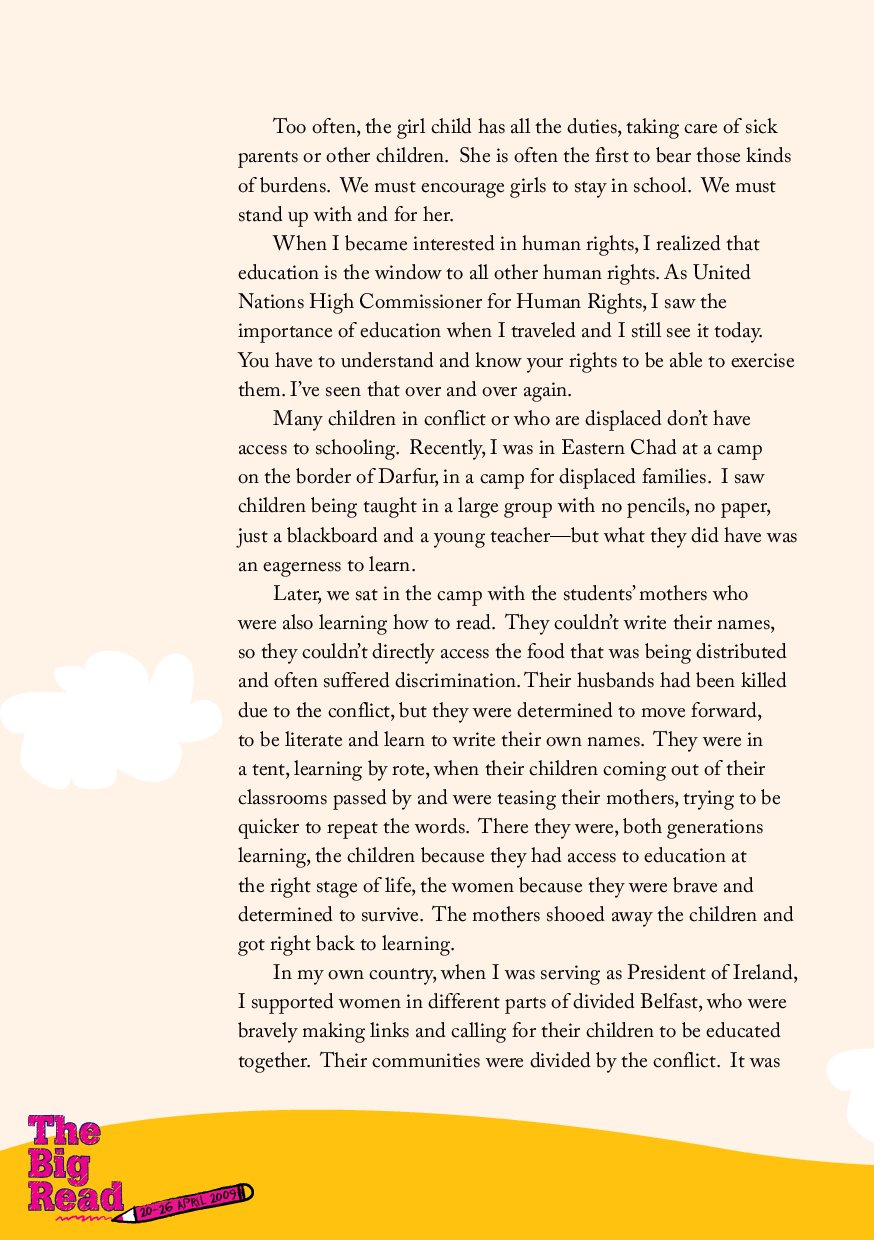 Too often, the girl child has all the duties, taking care of sick
parents or other children.  She is often the first to bear those kinds
of burdens.  We must encourage girls to stay in school.  We must
stand up with and for her.
When I became interested in human rights, I realized that
education is the window to all other human rights. As United
Nations High Commissioner for Human Rights, I saw the
importance of education when I traveled and I still see it today.
You have to understand and know your rights to be able to exercise
them. I’ve seen that over and over again.
Many children in conflict or who are displaced don’t have
access to schooling.  Recently, I was in Eastern Chad at a camp
on the border of Darfur, in a camp for displaced families.  I saw
children being taught in a large group with no pencils, no paper,
just a blackboard and a young teacher—but what they did have was
an eagerness to learn.
Later, we sat in the camp with the students’ mothers who
were also learning how to read.  They couldn’t write their names,
so they couldn’t directly access the food that was being distributed
and often suffered discrimination. Their husbands had been killed
due to the conflict, but they were determined to move forward,
to be literate and learn to write their own names.  They were in
a tent, learning by rote, when their children coming out of their
classrooms passed by and were teasing their mothers, trying to be
quicker to repeat the words.  There they were, both generations
learning, the children because they had access to education at
the right stage of life, the women because they were brave and
determined to survive.  The mothers shooed away the children and
got right back to learning.
In my own country, when I was serving as President of Ireland,
I supported women in different parts of divided Belfast, who were
bravely making links and calling for their children to be educated
together.  Their communities were divided by the conflict.  It was
The
Big
Read
20-26 APRIL 2009